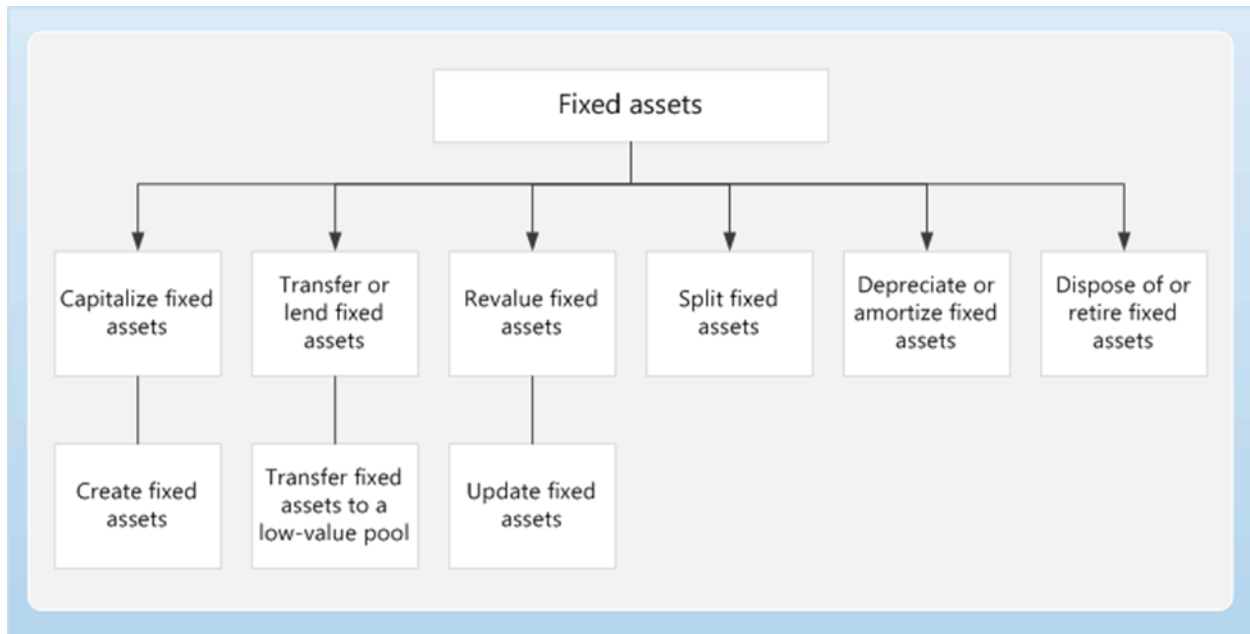 Fixed assets
Capitalize fixed
assets
Transfer or
lend fixed
assets
Revalue fixed
assets
Split fixed
assets
Depreciate or
amortize fixed
assets
Dispose of or
retire fixed
assets
Create fixed
assets
Transfer fixed
assets to a
low-value pool
Update fixed
assets